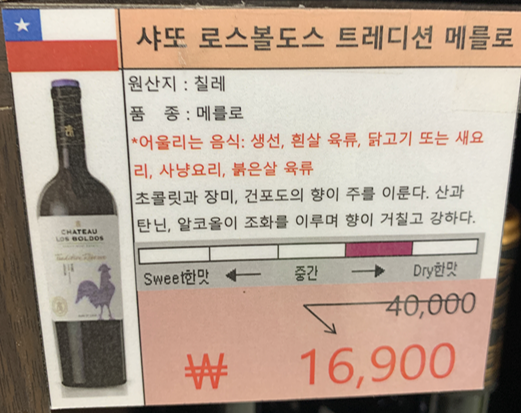 샤또 로스볼도스 트레디션 메를로
원산지 : 칠레
품 종 : 메를로
*어울리는 음식: 생선, 흰살 육류, 닭고기 또는 새요
리, 사냥요리, 붉은살 육류
초콜릿과 장미, 건포도의 향이 주를 이룬다. 산과
탄닌, 알코올이 조화를 이루며 향이 거칠고 강하다.
CHATEAU
LOS BOLDOS
Sweet한맛 ← 중간 → Dry한맛
40,000
₩ 16,900